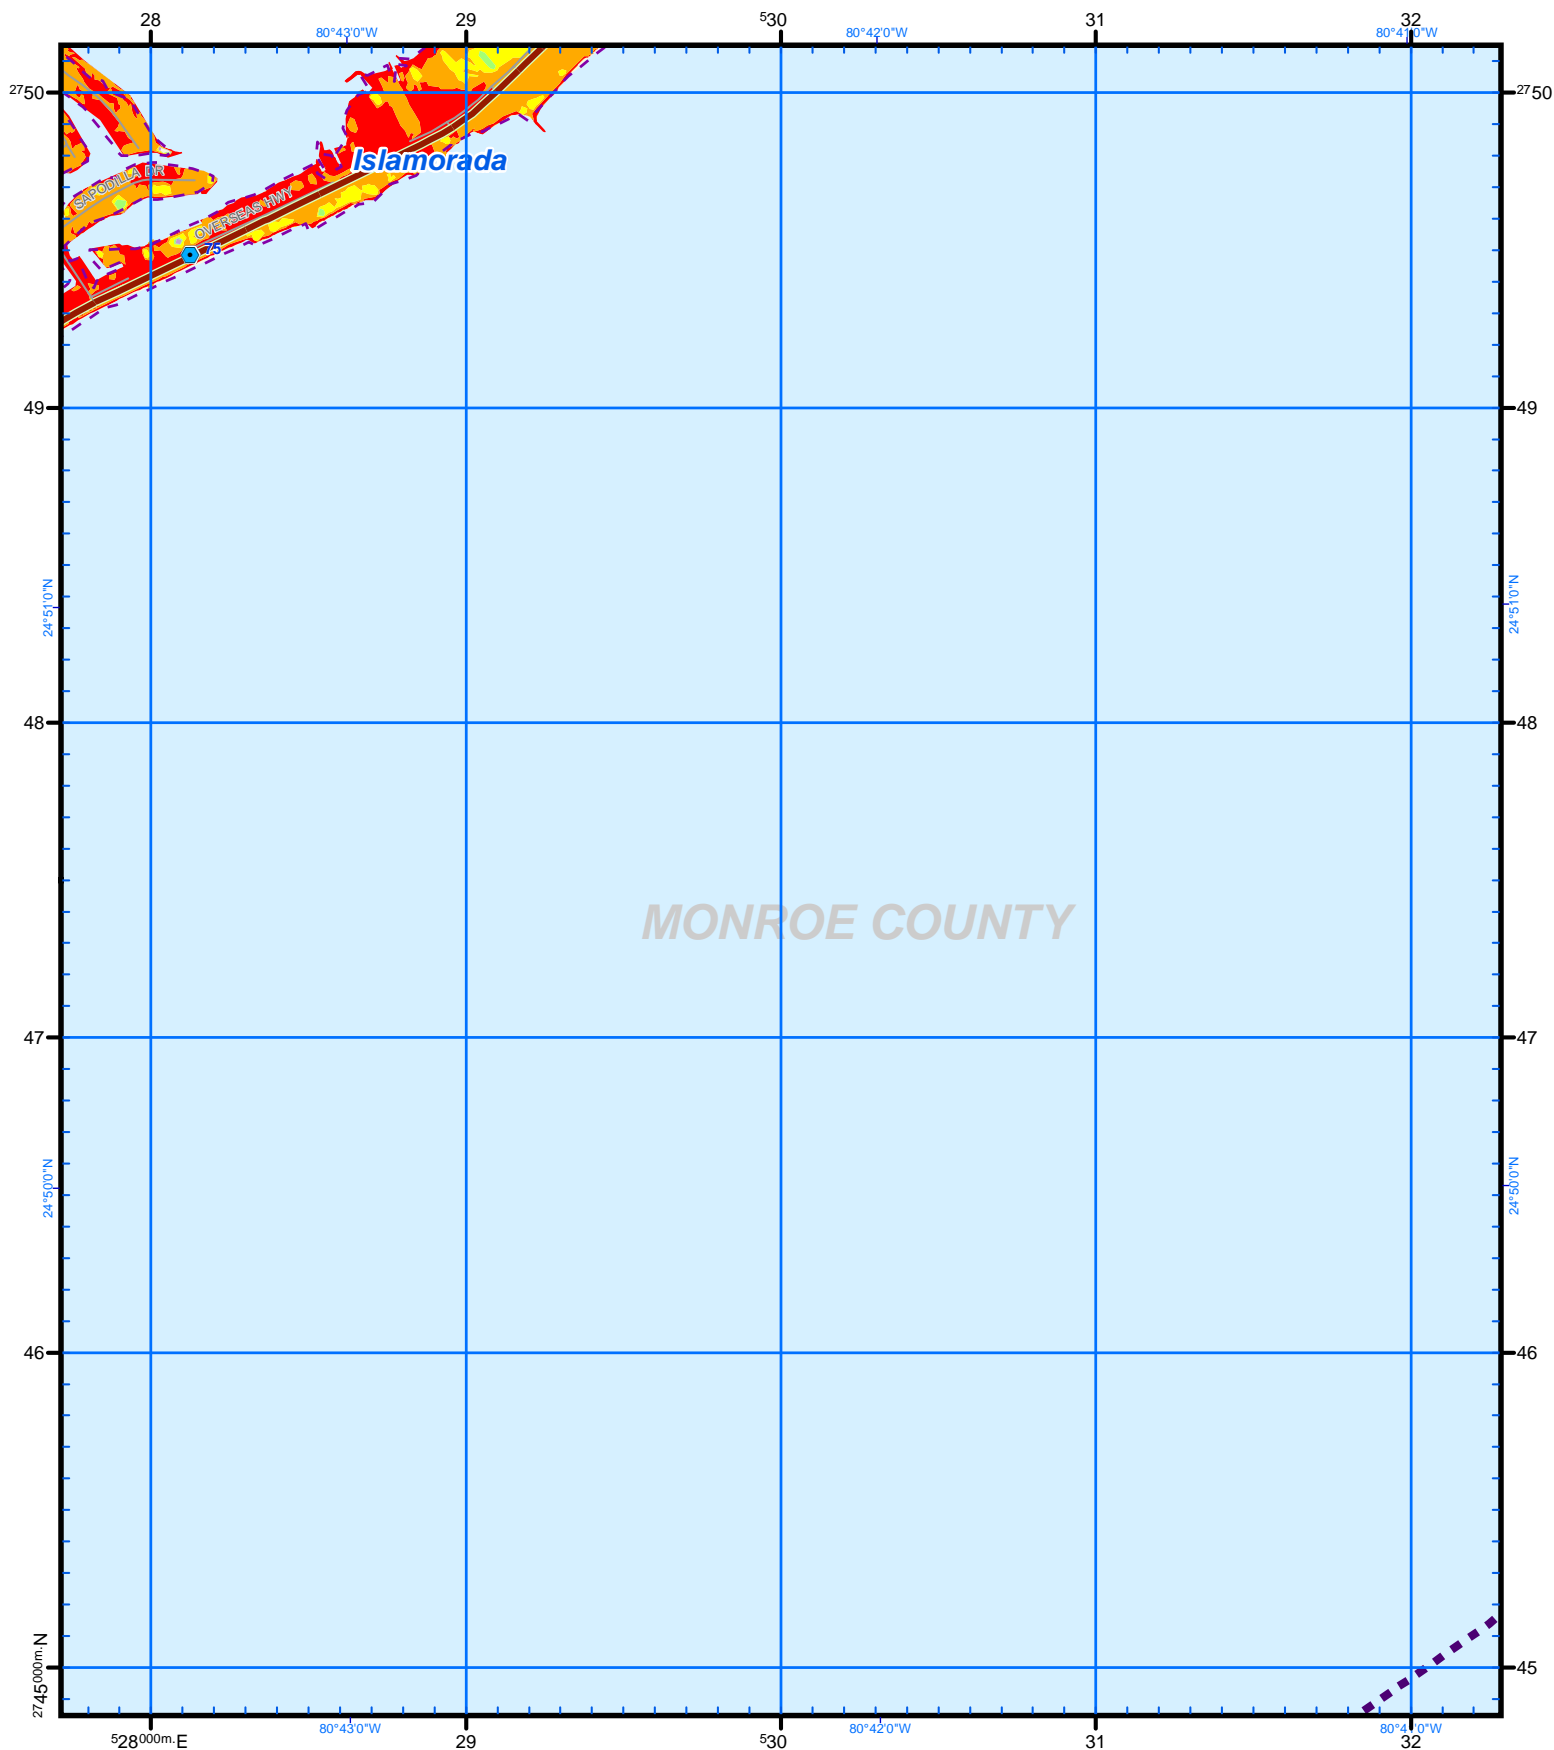 28 29 530 31 32
80°43'0"W 80°42'0"W 80°41'0"W
2750 2750
Islamorada
SAPODILLA DR
OVERSEAS HWY
75
49 49
24°51'0"N 24°51'0"N
48 48
MONROE COUNTY
47 47
24°50'0"N 24°50'0"N
46 46
2745000m.N 45
80°43'0"W 80°42'0"W 80°41'0"W
528000m.E 29 530 31 32